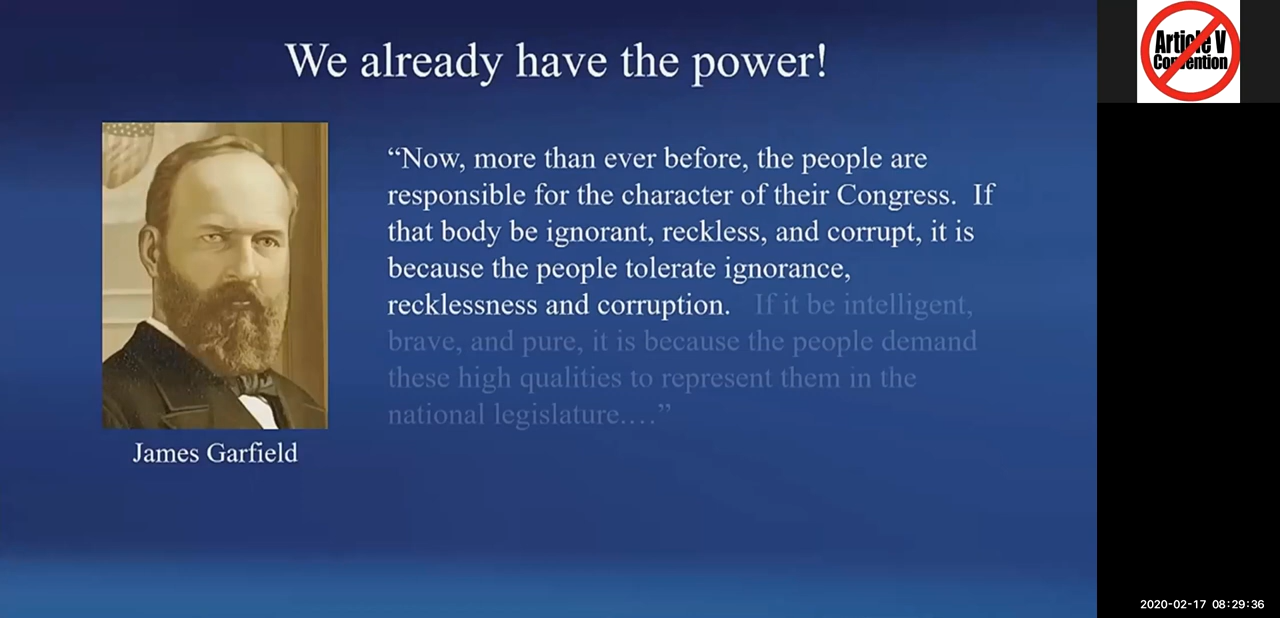 We already have the power!
“Now, more than ever before, the people are
responsible for the character of their Congress.  If
that body be ignorant, reckless, and corrupt, it is
because the people tolerate ignorance,
recklessness and corruption.   If it be intelligent,
brave, and pure, it is because the people demand
these high qualities to represent them in the
national legislature....”
James Garfield
Article V
Convention
2020-02-17 08:29:36